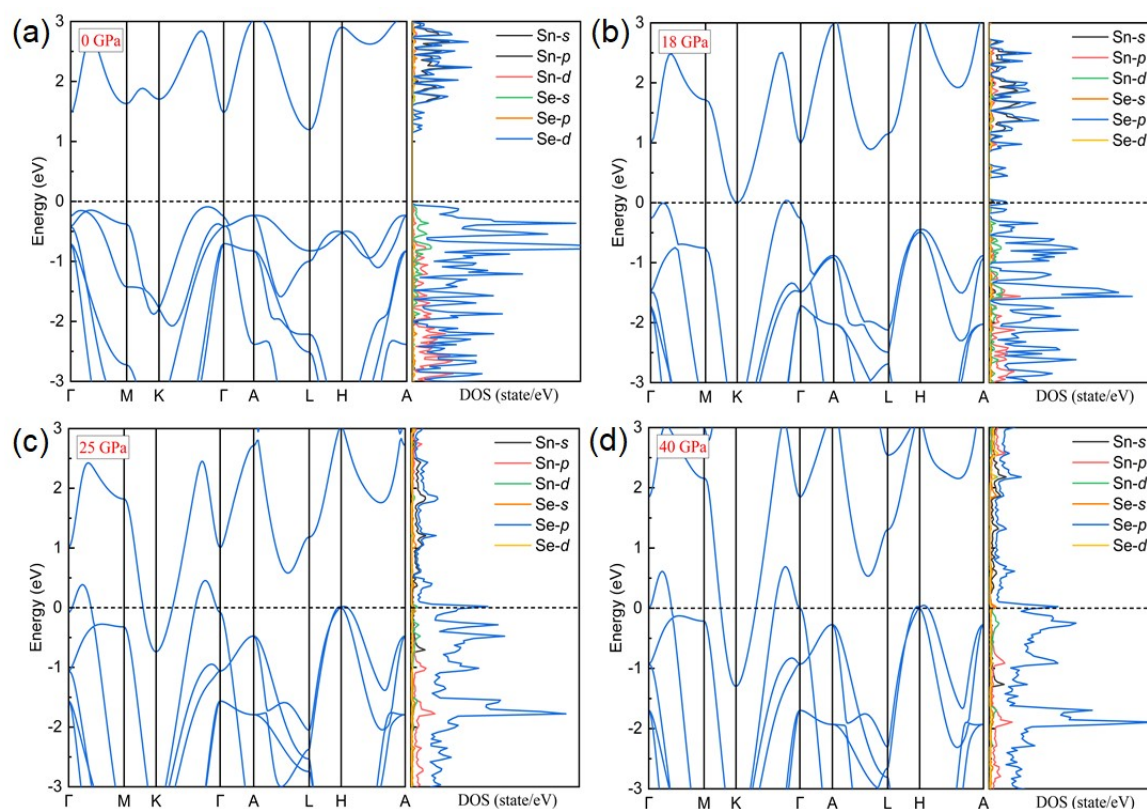 (a)
0 GPa
3
2
1
0
-1
-2
-3
Energy (eV)
Γ M K Γ A L H A
DOS (state/eV)
Sn-s
Sn-p
Sn-d
Se-s
Se-p
Se-d
(b)
18 GPa
3
2
1
0
-1
-2
-3
Energy (eV)
Γ M K Γ A L H A
DOS (state/eV)
Sn-s
Sn-p
Sn-d
Se-s
Se-p
Se-d
(c)
25 GPa
3
2
1
0
-1
-2
-3
Energy (eV)
Γ M K Γ A L H A
DOS (state/eV)
Sn-s
Sn-p
Sn-d
Se-s
Se-p
Se-d
(d)
40 GPa
3
2
1
0
-1
-2
-3
Energy (eV)
Γ M K Γ A L H A
DOS (state/eV)
Sn-s
Sn-p
Sn-d
Se-s
Se-p
Se-d